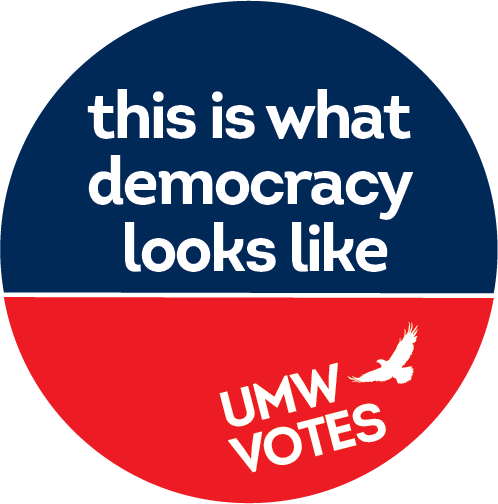 this is what
democracy
looks like
UMW
VOTES